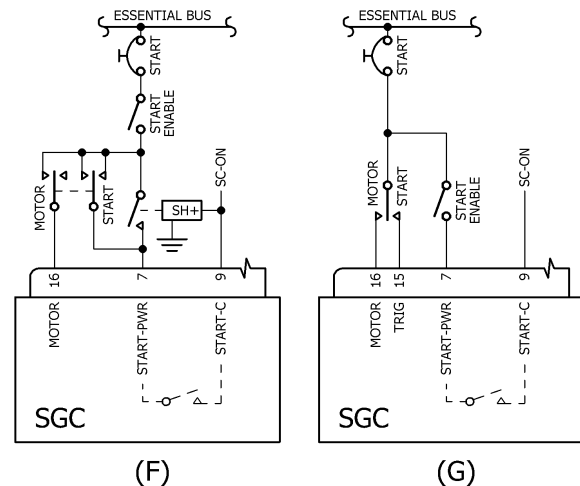 ESSENTIAL BUS
START
START
ENABLE
MOTOR
START
SH+
SC-ON
16
7
9
MOTOR
START-PWR
START-C
SGC
(F)
ESSENTIAL BUS
START
MOTOR
START
START
ENABLE
SC-ON
16
15
7
9
MOTOR
TRIG
START-PWR
START-C
SGC
(G)